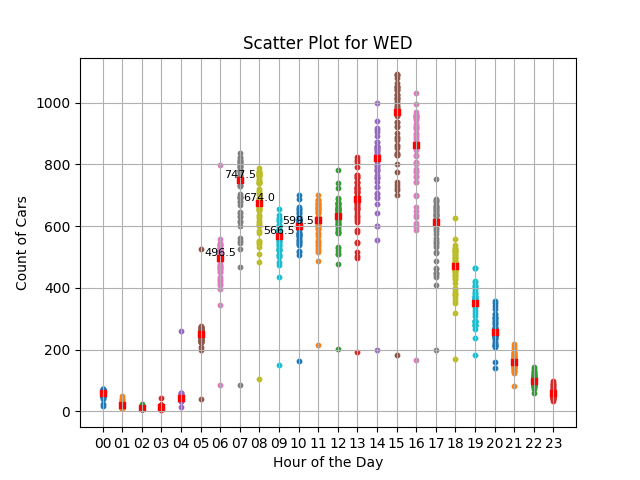 Scatter Plot for WED
Count of Cars
1000
800
600
400
200
0
747.5
674.0
599.5
566.5
496.5
00 01 02 03 04 05 06 07 08 09 10 11 12 13 14 15 16 17 18 19 20 21 22 23
Hour of the Day